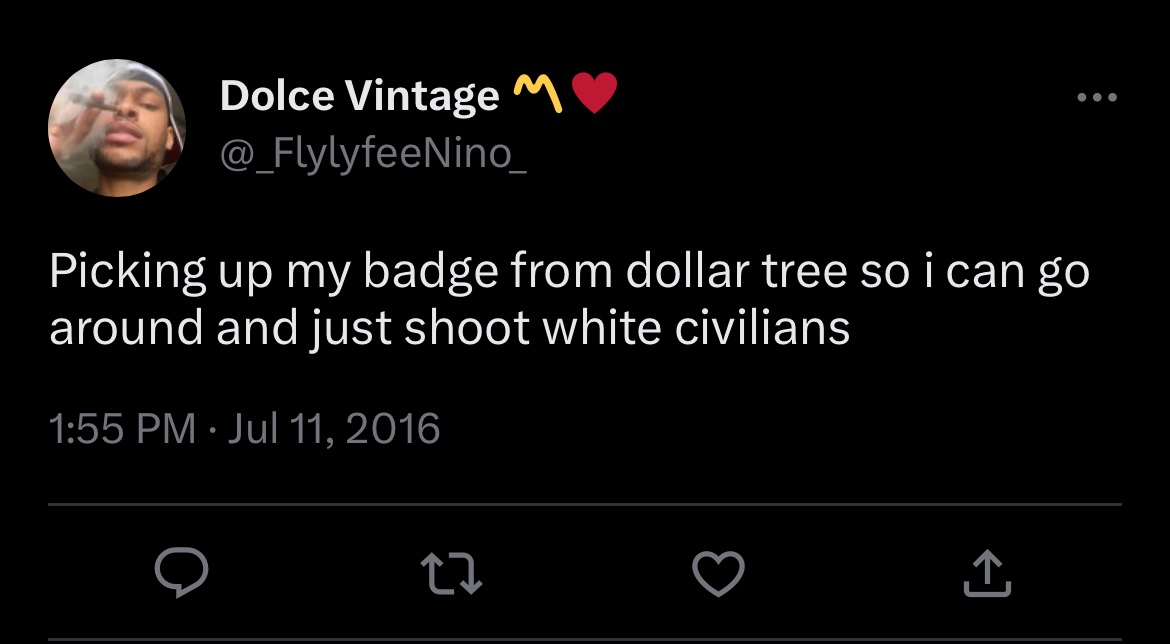 Dolce Vintage 〽️♥️
@_FlylyfeeNino_
Picking up my badge from dollar tree so i can go
around and just shoot white civilians
1:55 PM · Jul 11, 2016